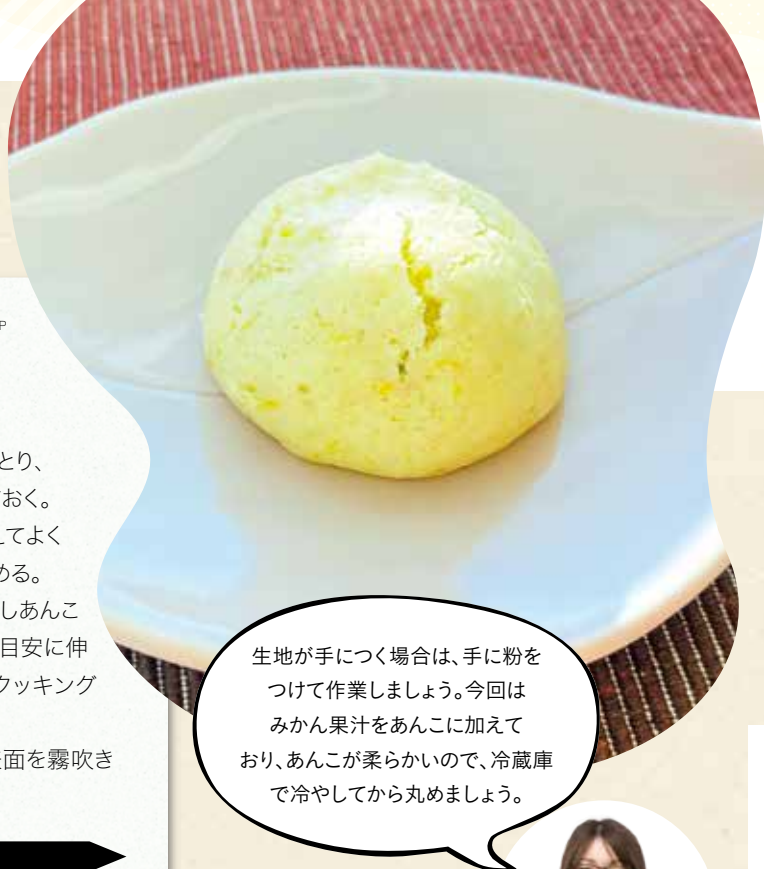 P
とり、
おく。
えてよく
める。
しあんこ
目安に伸
クッキング
面を霧吹き
生地が手につく場合は、手に粉を
つけて作業しましょう。今回は
みかん果汁をあんこに加えて
おり、あんこが柔らかいので、冷蔵庫
で冷やしてから丸めましょう。